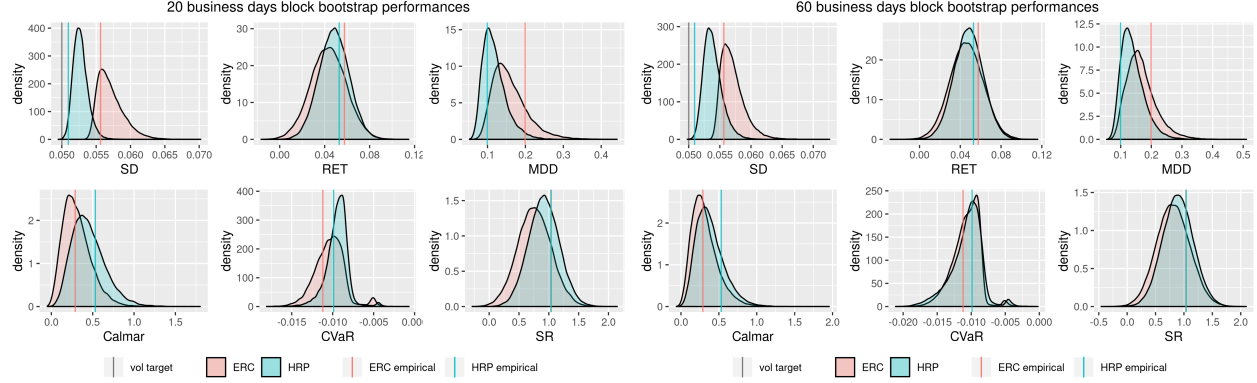 20 business days block bootstrap performances
density
400
300
200
100
0
0.050
0.055
0.060
0.065
0.070
SD
density
30
20
10
0
0.00
0.04
0.08
0.12
RET
density
15
10
5
0
0.1
0.2
0.3
0.4
MDD
density
2
1
0
0.0
0.5
1.0
1.5
Calmar
density
400
300
200
100
0
-0.015
-0.010
-0.005
0.00
CVaR
density
1.5
1.0
0.5
0.0
0.0
0.5
1.0
1.5
2.0
SR
vol target
ERC
HRP
ERC empirical
HRP empirical
60 business days block bootstrap performances
density
300
200
100
0
0.050
0.055
0.060
0.065
0.070
SD
density
20
10
0
0.00
0.04
0.08
0.12
RET
density
12.5
10.0
7.5
5.0
2.5
0.0
0.1
0.2
0.3
0.4
0.5
MDD
density
2
1
0
0.0
0.5
1.0
1.5
2.0
Calmar
density
250
200
150
100
50
0
-0.020
-0.015
-0.010
-0.005
0.000
CVaR
density
1.5
1.0
0.5
0.0
-0.5
0.0
0.5
1.0
1.5
2.0
SR
vol target
ERC
HRP
ERC empirical
HRP empirical